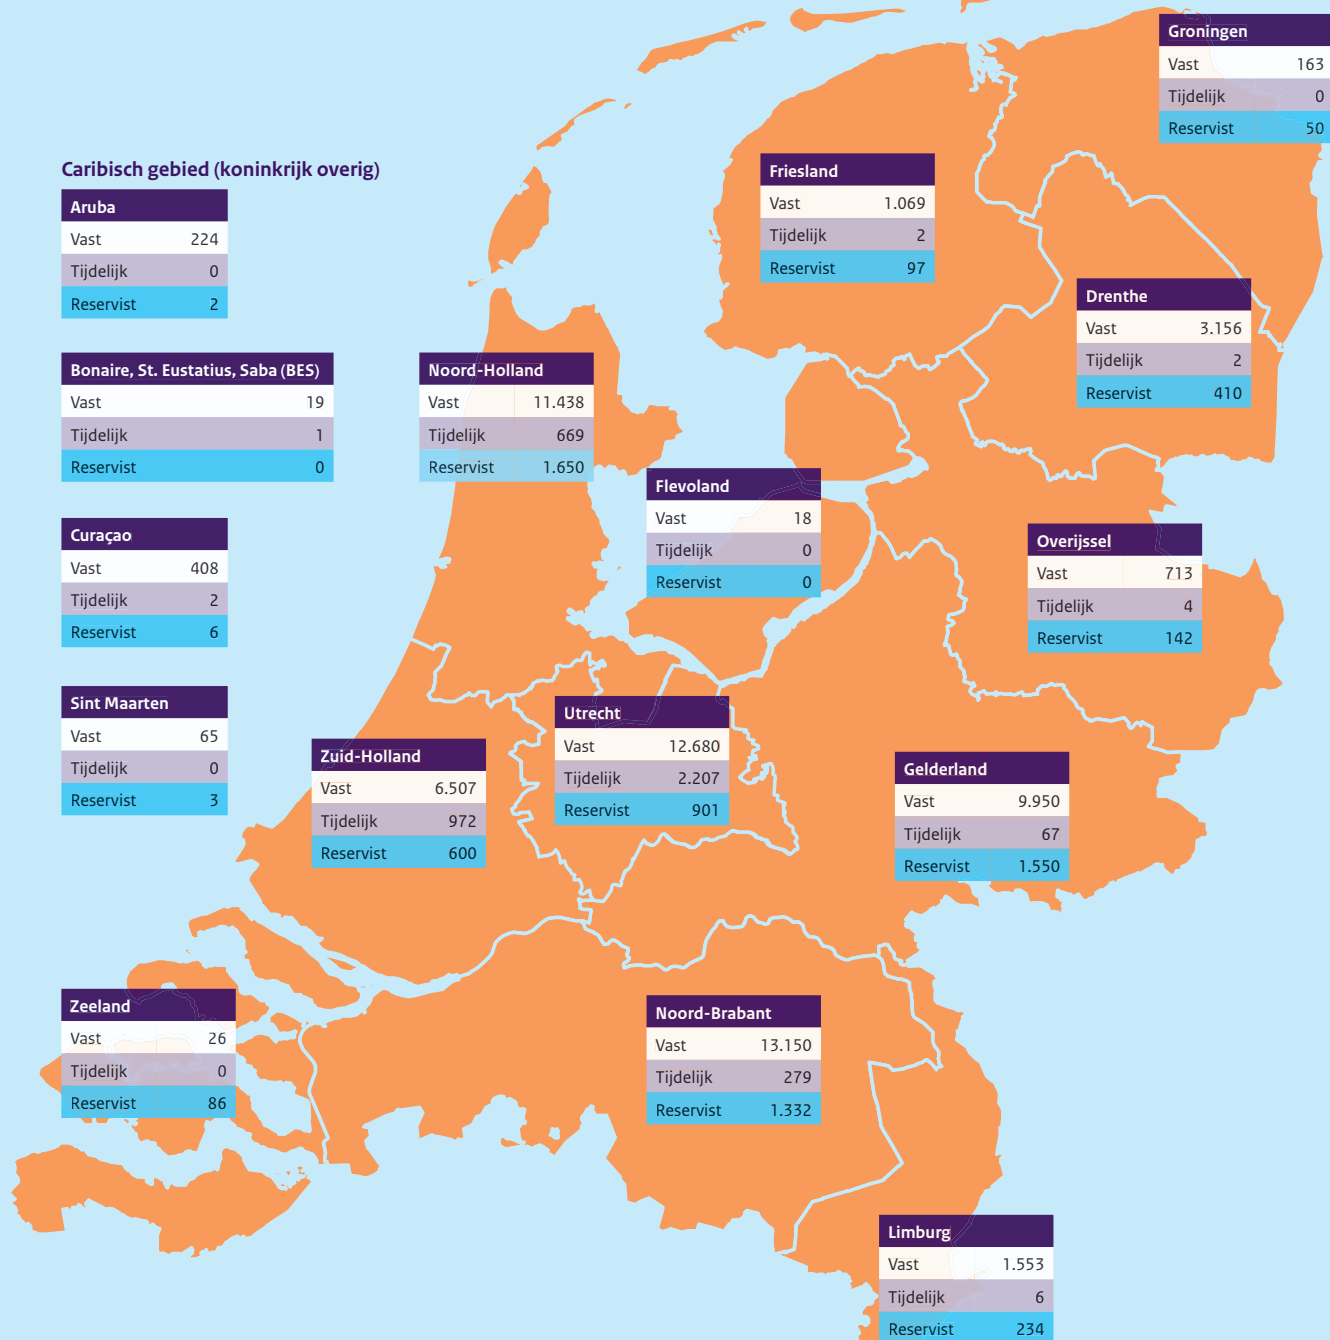 Groningen
Vast 163
Tijdelijk 0
Reservist 50
Caribisch gebied (koninkrijk overig)
Aruba
Vast 224
Tijdelijk 0
Reservist 2
Friesland
Vast 1.069
Tijdelijk 2
Reservist 97
Drenthe
Vast 3.156
Tijdelijk 2
Reservist 410
Bonaire, St. Eustatius, Saba (BES)
Vast 19
Tijdelijk 1
Reservist 0
Noord-Holland
Vast 11.438
Tijdelijk 669
Reservist 1.650
Flevoland
Vast 18
Tijdelijk 0
Reservist 0
Curaçao
Vast 408
Tijdelijk 2
Reservist 6
Overijssel
Vast 713
Tijdelijk 4
Reservist 142
Sint Maarten
Vast 65
Tijdelijk 0
Reservist 3
Utrecht
Vast 12.680
Tijdelijk 2.207
Reservist 901
Zuid-Holland
Vast 6.507
Tijdelijk 972
Reservist 600
Gelderland
Vast 9.950
Tijdelijk 67
Reservist 1.550
Zeeland
Vast 26
Tijdelijk 0
Reservist 86
Noord-Brabant
Vast 13.150
Tijdelijk 279
Reservist 1.332
Limburg
Vast 1.553
Tijdelijk 6
Reservist 234